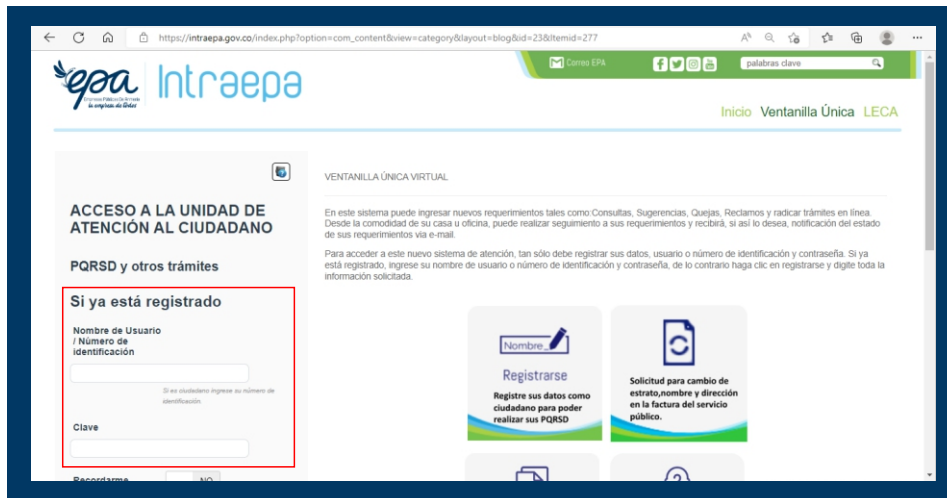 https://intraepa.gov.co/index.php?option=com_content&view=category&layout=blog&id=23&Itemid=277
epa
Empresas Públicas De Armenia
la empresa de todos
Intraepa
Correo EPA
palabras clave
Inicio Ventanilla Única LECA
ACCESO A LA UNIDAD DE
ATENCIÓN AL CIUDADANO
PQRSD y otros trámites
Si ya está registrado
Nombre de Usuario
/ Número de
identificación
Si es ciudadano ingrese su número de
identificación
Clave
Recordarme NO
VENTANILLA ÚNICA VIRTUAL
En este sistema puede ingresar nuevos requerimientos tales como:Consultas, Sugerencias, Quejas, Reclamos y radicar trámites en línea.
Desde la comodidad de su casa u oficina, puede realizar seguimiento a sus requerimientos y recibirá, si así lo desea, notificación del estado
de sus requerimientos via e-mail.
Para acceder a este nuevo sistema de atención, tan sólo debe registrar sus datos, usuario o número de identificación y contraseña. Si ya
está registrado, ingrese su nombre de usuario o número de identificación y contraseña, de lo contrario haga clic en registrarse y digite toda la
información solicitada.
Nombre_
Registrarse
Registre sus datos como
ciudadano para poder
realizar sus PQRSD
Solicitud para cambio de
estrato,nombre y dirección
en la factura del servicio
público.